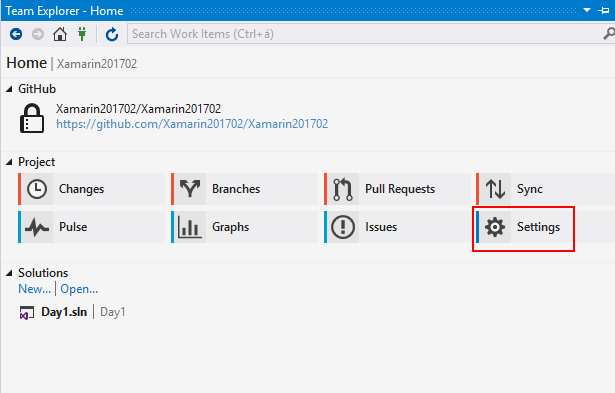 Team Explorer - Home
Search Work Items (Ctrl+á)
Home | Xamarin201702
GitHub
Xamarin201702/Xamarin201702
https://github.com/Xamarin201702/Xamarin201702
Project
Changes Branches Pull Requests Sync
Pulse Graphs Issues Settings
Solutions
New... | Open...
Day1.sln | Day1